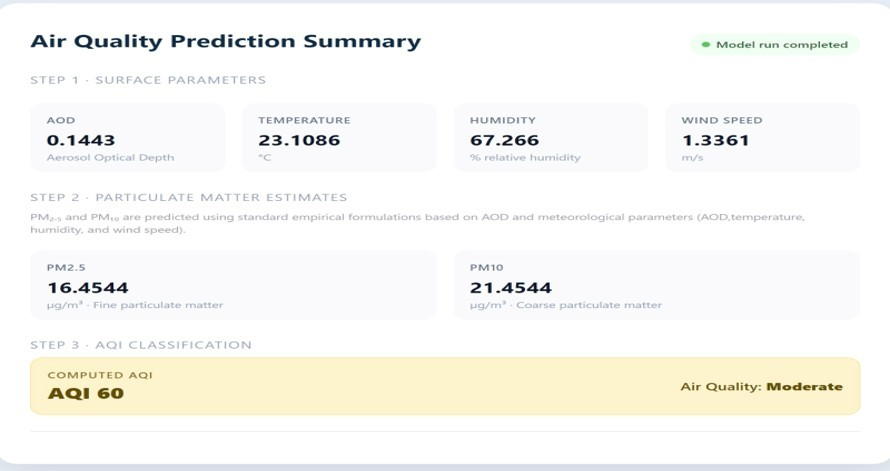 Air Quality Prediction Summary
Model run completed
STEP 1 · SURFACE PARAMETERS
AOD
0.1443
Aerosol Optical Depth
TEMPERATURE
23.1086
°C
HUMIDITY
67.266
% relative humidity
WIND SPEED
1.3361
m/s
STEP 2 · PARTICULATE MATTER ESTIMATES
PM₂.₅ and PM₁₀ are predicted using standard empirical formulations based on AOD and meteorological parameters (AOD,temperature,
humidity, and wind speed).
PM2.5
16.4544
µg/m³ · Fine particulate matter
PM10
21.4544
µg/m³ · Coarse particulate matter
STEP 3 · AQI CLASSIFICATION
COMPUTED AQI
AQI 60
Air Quality: Moderate